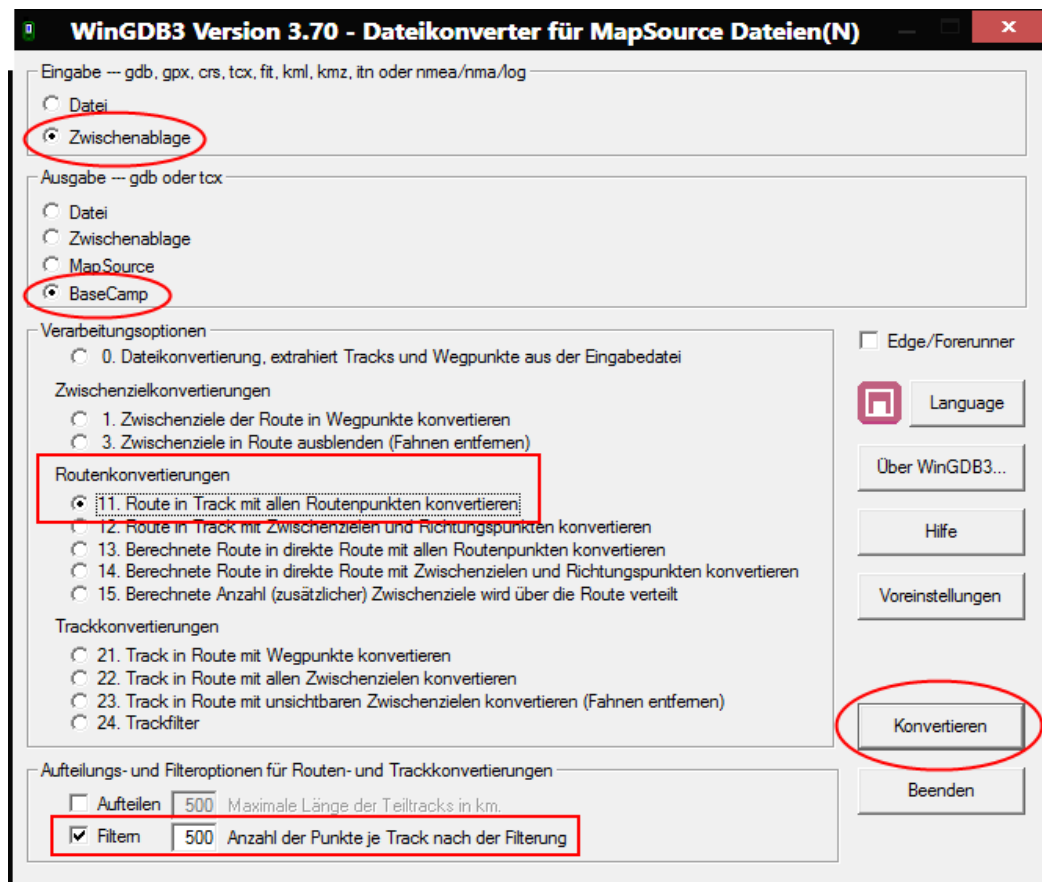 WinGDB3 Version 3.70 - Dateikonverter für MapSource Dateien(N)
Eingabe --- gdb, gpx, crs, tcx, fit, kml, kmz, itn oder nmea/nma/log
Datei
Zwischenablage
Ausgabe --- gdb oder tcx
Datei
Zwischenablage
MapSource
BaseCamp
Verarbeitungsoptionen
0. Dateikonvertierung, extrahiert Tracks und Wegpunkte aus der Eingabedatei
Zwischenzielkonvertierungen
1. Zwischenziele der Route in Wegpunkte konvertieren
3. Zwischenziele in Route ausblenden (Fahnen entfernen)
Routenkonvertierungen
11. Route in Track mit allen Routenpunkten konvertieren
12. Route in Track mit Zwischenzielen und Richtungspunkten konvertieren
13. Berechnete Route in direkte Route mit allen Routenpunkten konvertieren
14. Berechnete Route in direkte Route mit Zwischenzielen und Richtungspunkten konvertieren
15. Berechnete Anzahl (zusätzlicher) Zwischenziele wird über die Route verteilt
Trackkonvertierungen
21. Track in Route mit Wegpunkte konvertieren
22. Track in Route mit allen Zwischenzielen konvertieren
23. Track in Route mit unsichtbaren Zwischenzielen konvertieren (Fahnen entfernen)
24. Trackfilter
Edge/Forerunner
Language
Über WinGDB3...
Hilfe
Voreinstellungen
Konvertieren
Beenden
Aufteilungs- und Filteroptionen für Routen- und Trackkonvertierungen
Aufteilen 500 Maximale Länge der Teiltracks in km.
Filtern 500 Anzahl der Punkte je Track nach der Filterung